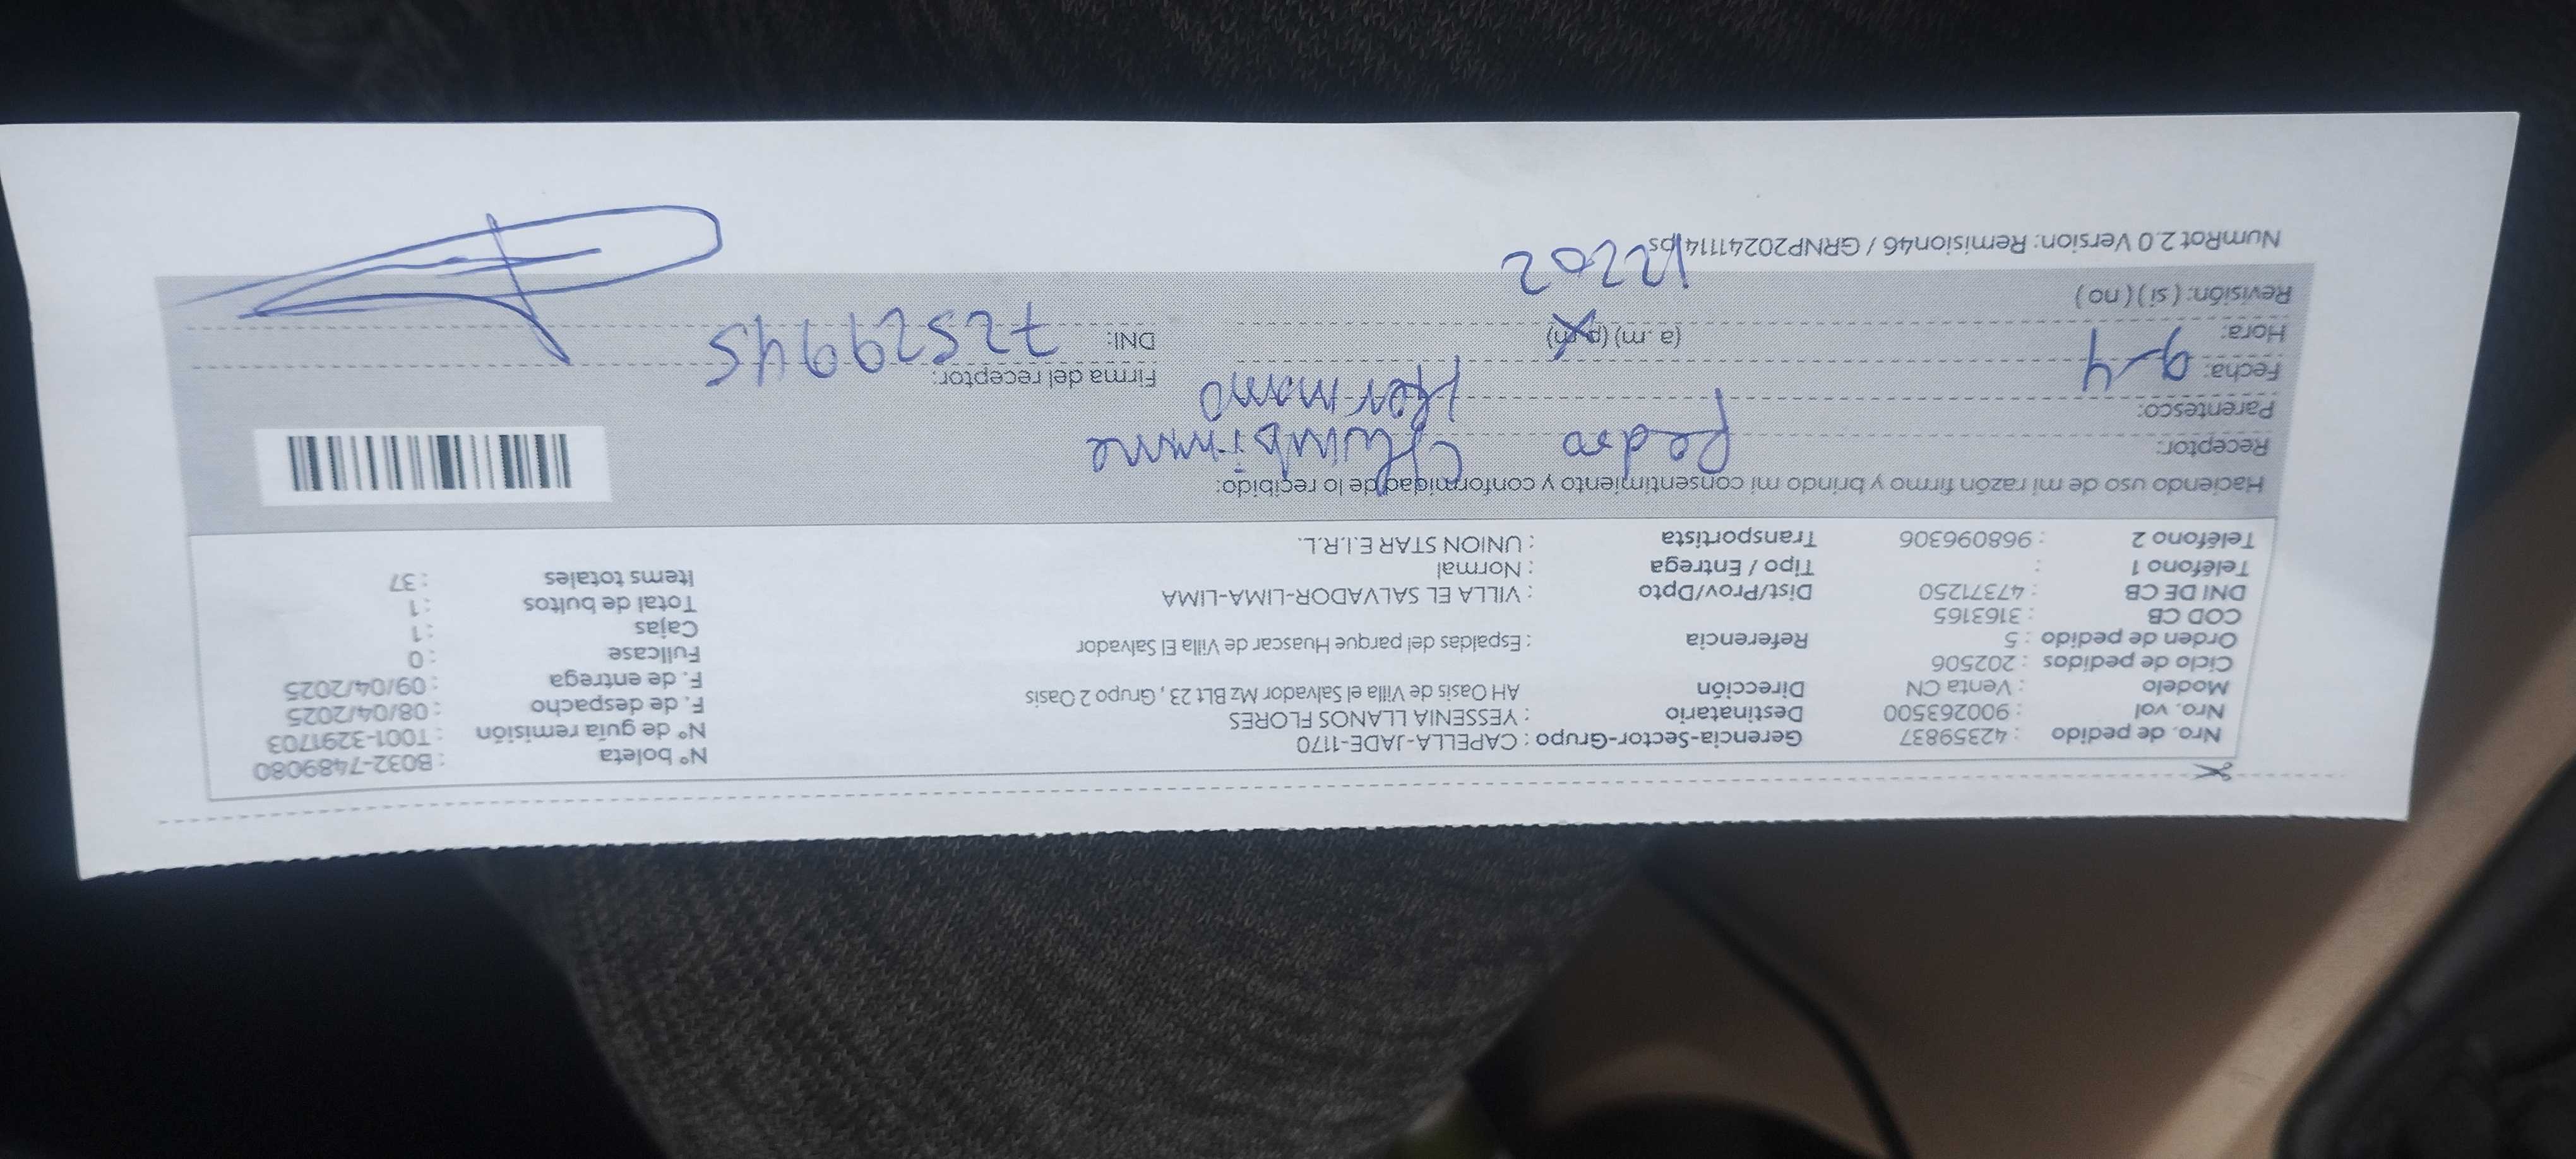 Nro. de pedido : 42359837 Gerencia-Sector-Grupo : CAPELLA-JADE-1170 N° boleta : B032-7489080
Nro. vol : 900263500 Destinatario : YESSENIA LLANOS FLORES N° de guía remisión : T001-3291703
Modelo : Venta CN Dirección AH Oasis de Villa el Salvador Mz BLt 23 , Grupo 2 Oasis F. de despacho : 08/04/2025
Ciclo de pedidos : 202506 F. de entrega : 09/04/2025
Orden de pedido : 5 Referencia : Espaldas del parque Huascar de Villa El Salvador Fullcase : 0
COD CB : 3163165 Cajas : 1
DNI DE CB : 47371250 Dist/Prov/Dpto : VILLA EL SALVADOR-LIMA-LIMA Total de bultos : 1
Teléfono 1 : Tipo / Entrega : Normal Items totales : 37
Teléfono 2 : 968096306 Transportista : UNION STAR E.I.R.L.
Haciendo uso de mi razón firmo y brindo mi consentimiento y conformidad de lo recibido:
Receptor: Pedro
Parentesco: Hermano
Fecha: 9-4 Firma del receptor:
Hora: (a. m) (p.m) DNI: 72529945
Revisión: ( si ) ( no ) 12202
NumRot 2.0 Version: Remision46 / GRNP20241114 ps